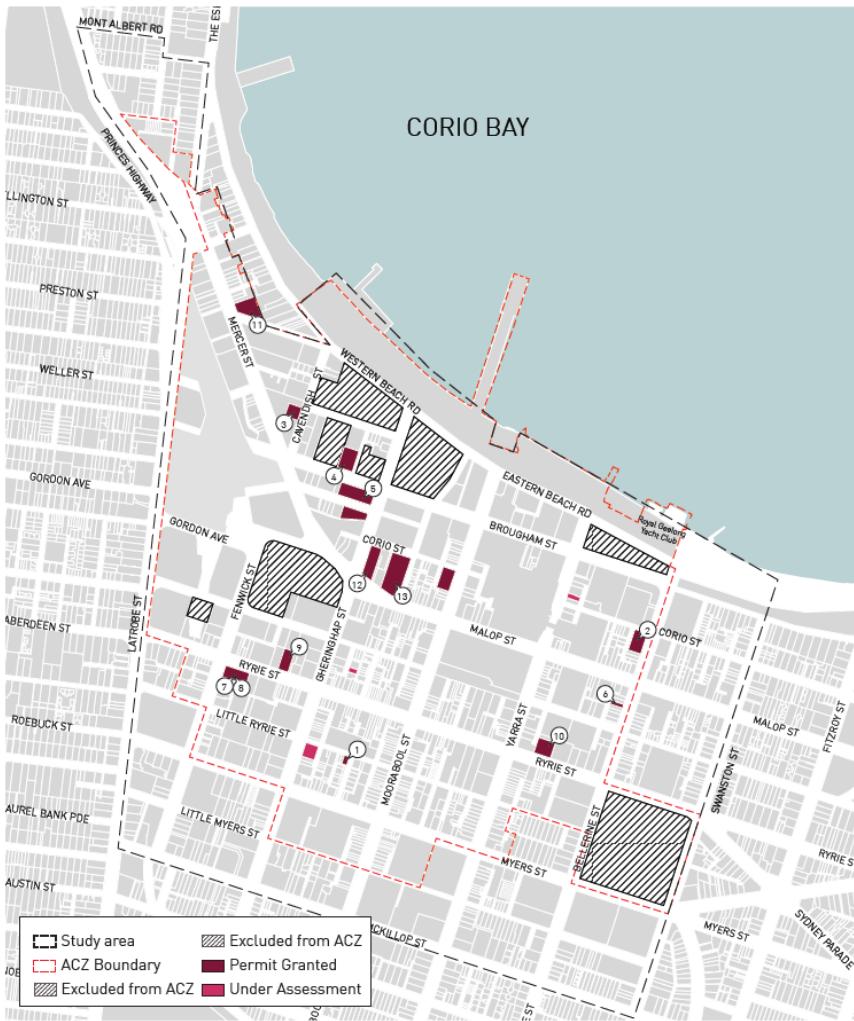 MONT ALBERT RD
THE ES
CORIO BAY
PRINCES HIGHWAY
LLINGTON ST
PRESTON ST
MERCER ST
11
WELLER ST
WESTERN BEACH RD
CAVENDISH ST
3
4
5
GORDON AVE
EASTERN BEACH RD
BROUGHAM ST
Royal Geelong
Yacht Club
GORDON AVE
CORIO ST
FENWICK ST
12
13
LATROBE ST
ABERDEEN ST
GHERINGHAP ST
MALOP ST
2
CORIO ST
9
RYRIE ST
7
8
6
ROEBUCK ST
LITTLE RYRIE ST
1
MOORABOOL ST
YARRA ST
10
RYRIE ST
MALOP ST
FITZROY ST
SWANSTON ST
AUREL BANK PDE
LITTLE MYERS ST
BELLERINE ST
MYERS ST
RYRIE S
AUSTIN ST
MYERS ST
SYDNEY PARADE
CKILLOP ST
Study area
ACZ Boundary
Excluded from ACZ
Excluded from ACZ
Permit Granted
Under Assessment
E ST